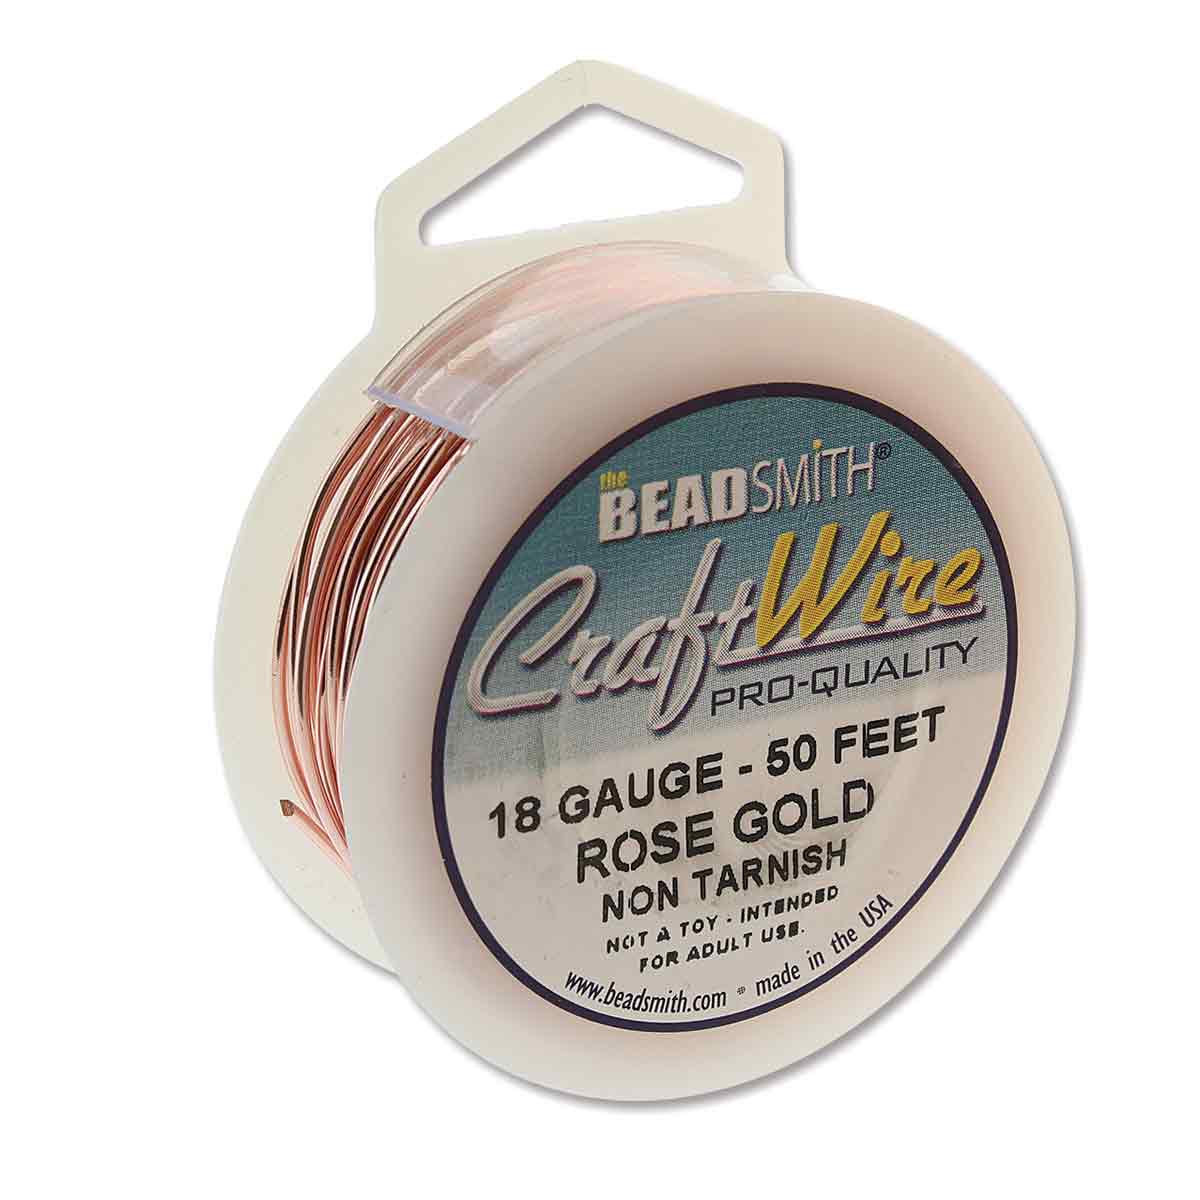 the
BEADSMITH®
CraftWire
PRO-QUALITY
18 GAUGE - 50 FEET
ROSE GOLD
NON TARNISH
NOT A TOY - INTENDED
FOR ADULT USE.
www.beadsmith.com * made in the USA